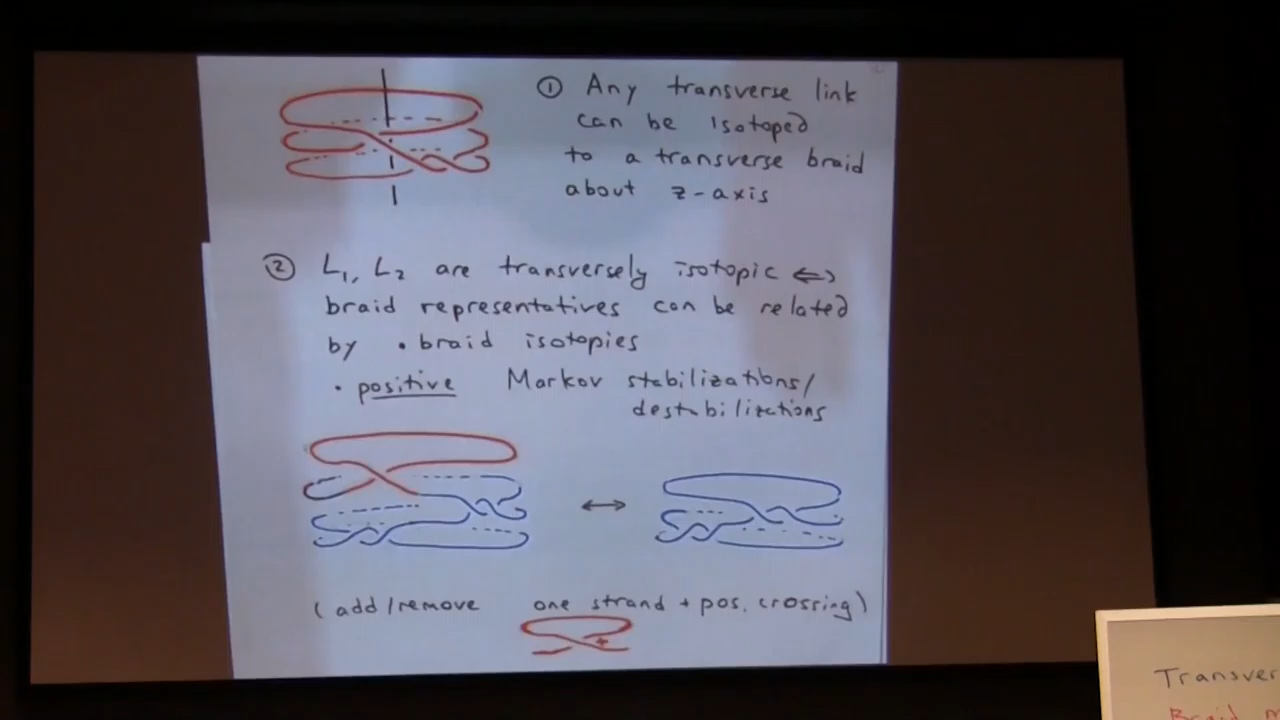 ① Any transverse link
can be isotoped
to a transverse braid
about z-axis
② L₁, L₂ are transversely isotopic ⟺
braid representatives can be related
by • braid isotopies
• positive Markov stabilizations/
destabilizations
(add/remove one strand + pos. crossing)
+
Transver
Braid